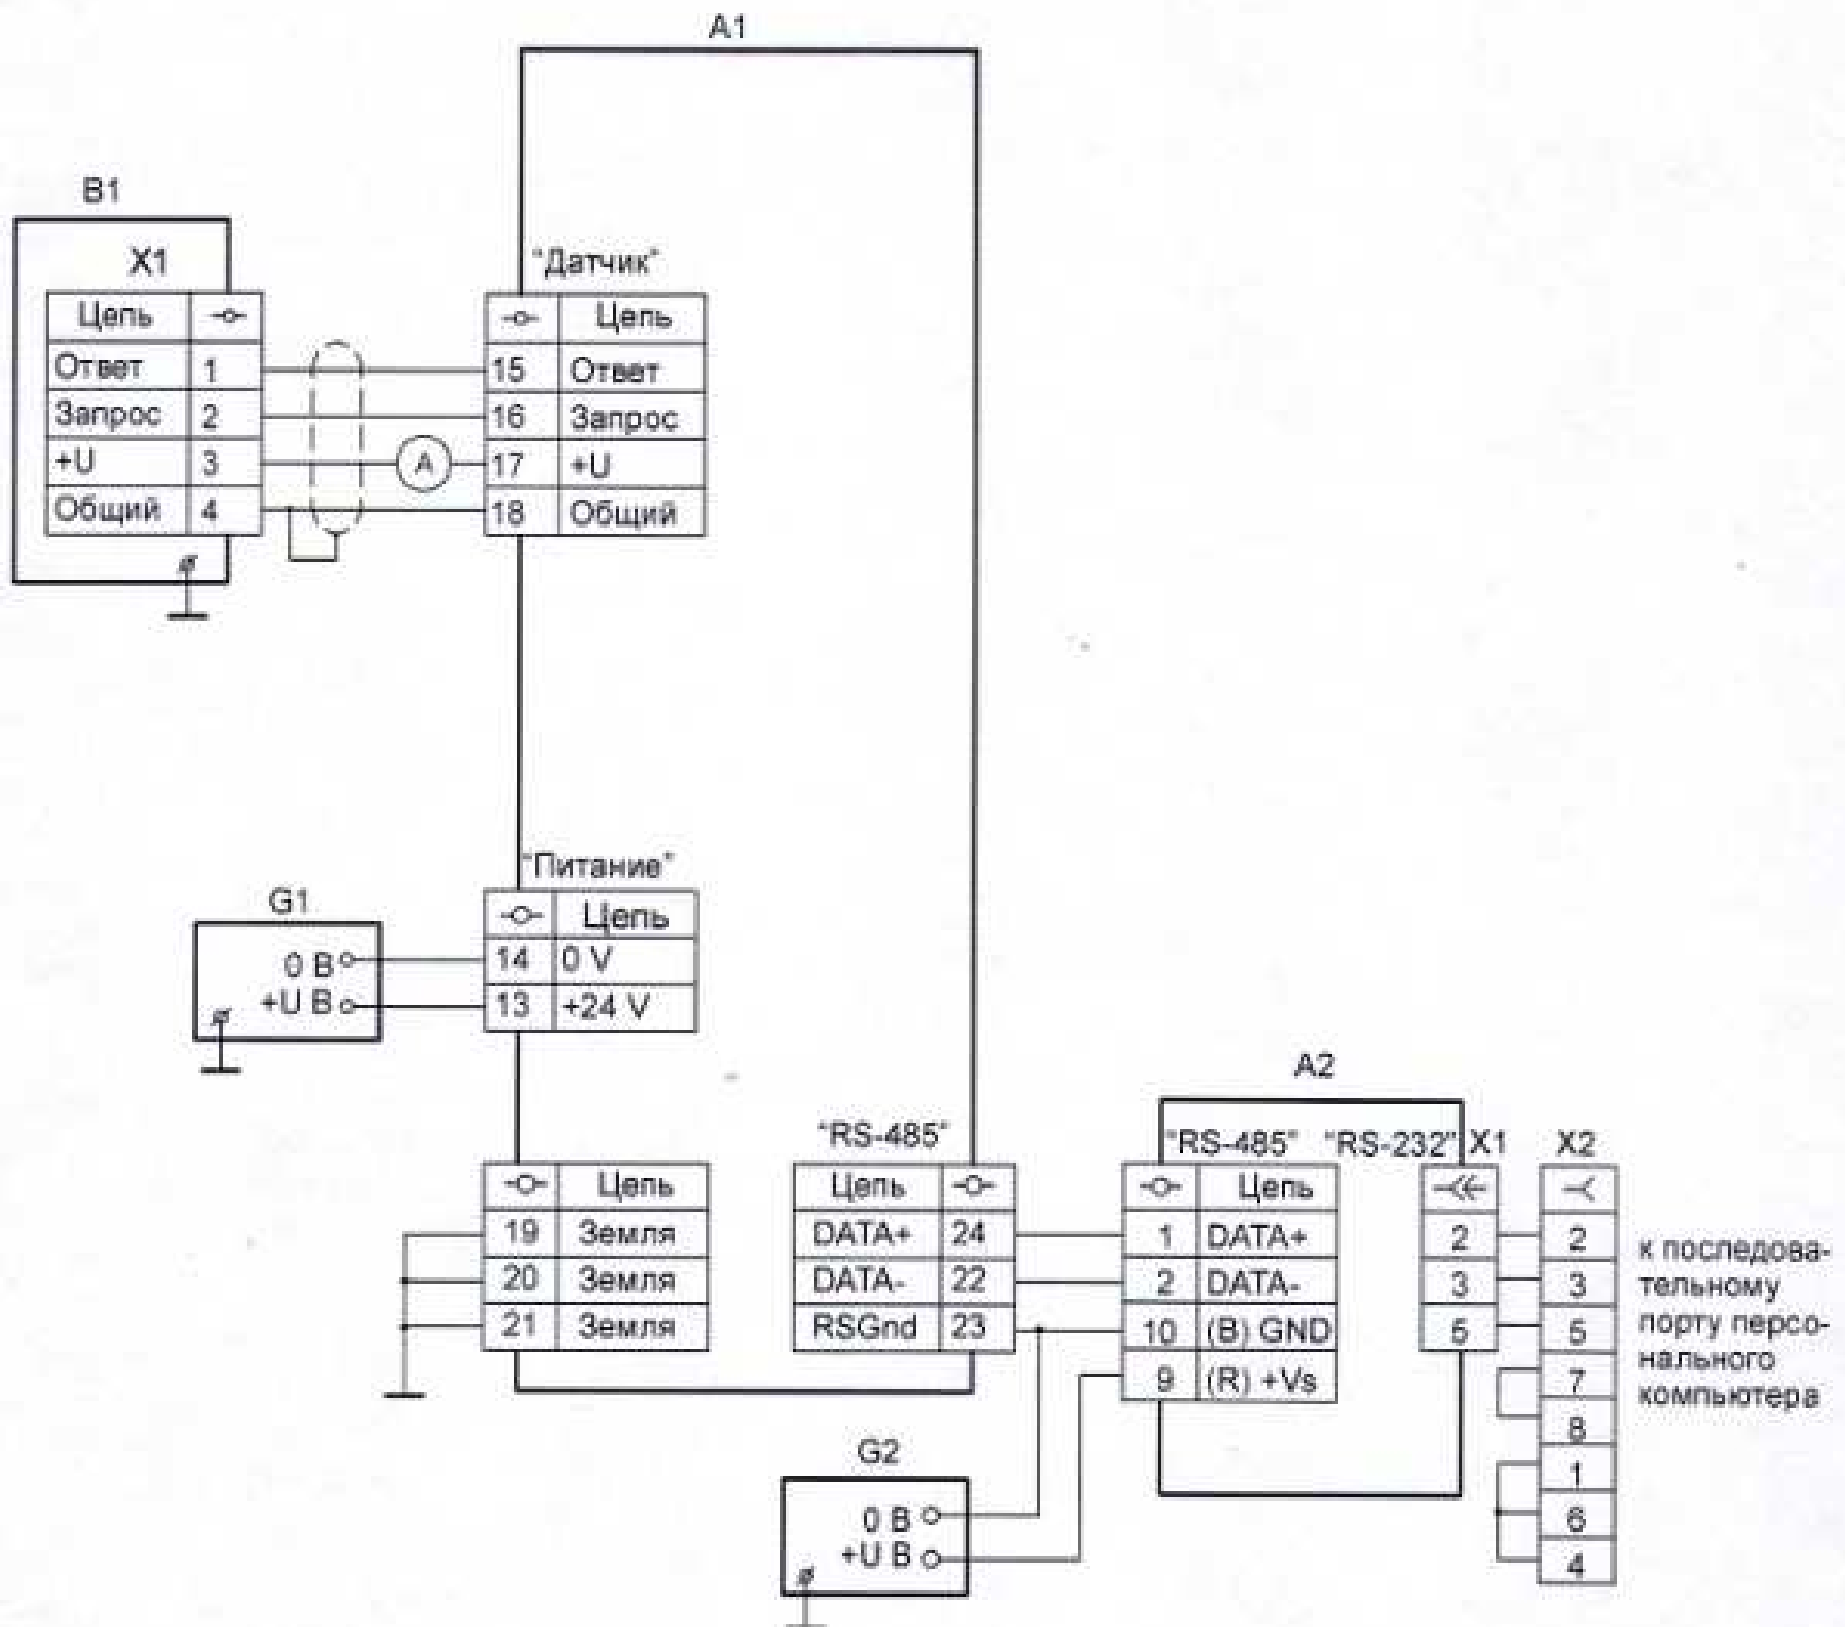 A1
B1
X1
Цепь
Ответ 1
Запрос 2
+U 3
Общий 4
"Датчик"
Цепь
15 Ответ
16 Запрос
A
17 +U
18 Общий
"Питание"
Цепь
14 0 V
13 +24 V
G1
0 В
+U В
Цепь
19 Земля
20 Земля
21 Земля
"RS-485"
Цепь
DATA+ 24
DATA- 22
RSGnd 23
A2
"RS-485"
Цепь
1 DATA+
2 DATA-
10 (B) GND
9 (R) +Vs
"RS-232" X1
2
3
5
X2
2
3
5
7
8
1
6
4
к последова-
тельному
порту персо-
нального
компьютера
G2
0 В
+U В